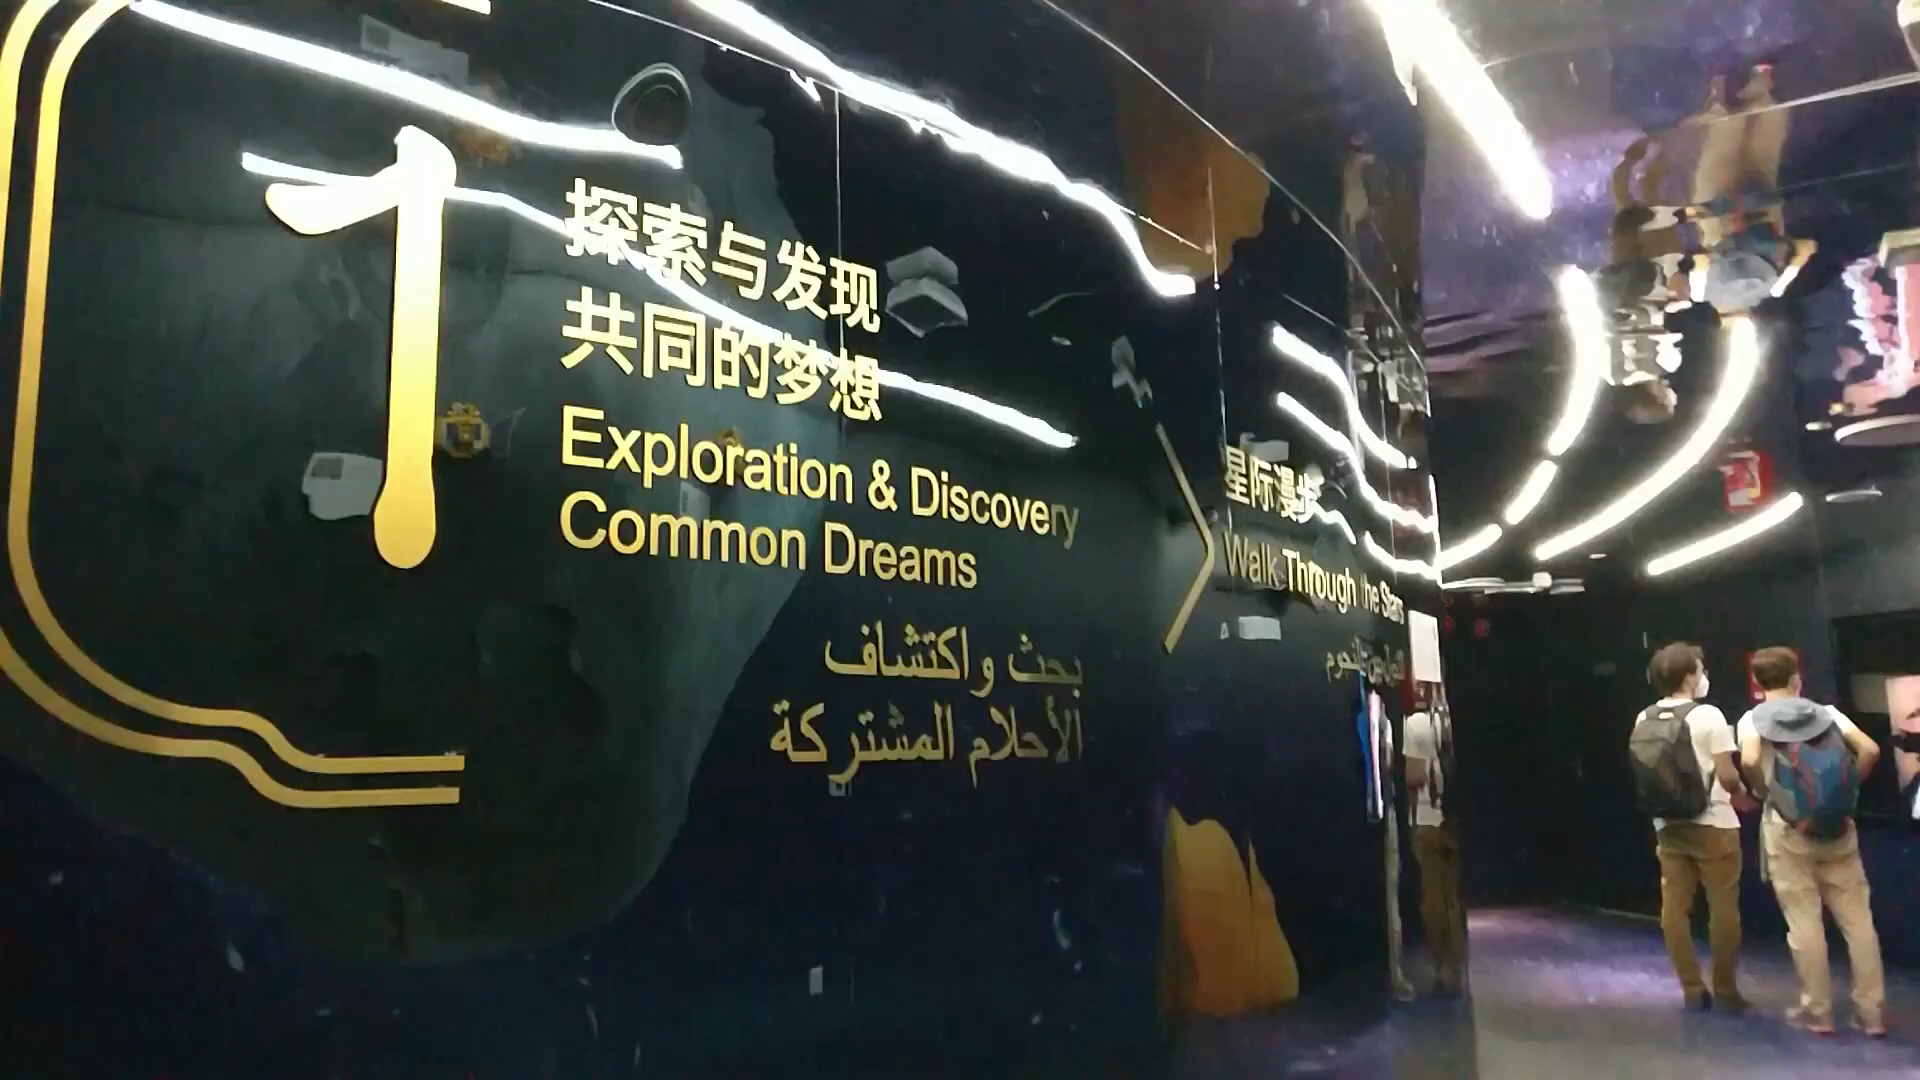 1
探索与发现
共同的梦想
Exploration & Discovery
Common Dreams
بحث واكتشاف
الأحلام المشتركة
星际漫步
Walk Through the Stars